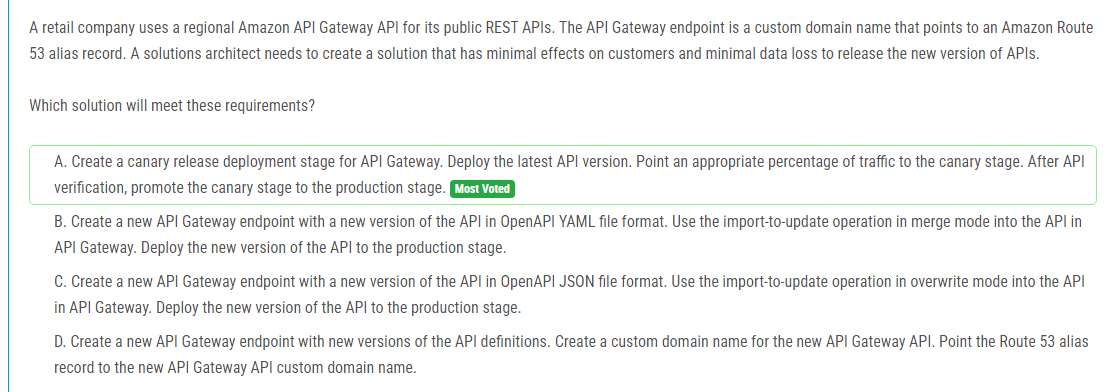 A retail company uses a regional Amazon API Gateway API for its public REST APIs. The API Gateway endpoint is a custom domain name that points to an Amazon Route
53 alias record. A solutions architect needs to create a solution that has minimal effects on customers and minimal data loss to release the new version of APIs.
Which solution will meet these requirements?
A. Create a canary release deployment stage for API Gateway. Deploy the latest API version. Point an appropriate percentage of traffic to the canary stage. After API
verification, promote the canary stage to the production stage. Most Voted
B. Create a new API Gateway endpoint with a new version of the API in OpenAPI YAML file format. Use the import-to-update operation in merge mode into the API in
API Gateway. Deploy the new version of the API to the production stage.
C. Create a new API Gateway endpoint with a new version of the API in OpenAPI JSON file format. Use the import-to-update operation in overwrite mode into the API
in API Gateway. Deploy the new version of the API to the production stage.
D. Create a new API Gateway endpoint with new versions of the API definitions. Create a custom domain name for the new API Gateway API. Point the Route 53 alias
record to the new API Gateway API custom domain name.